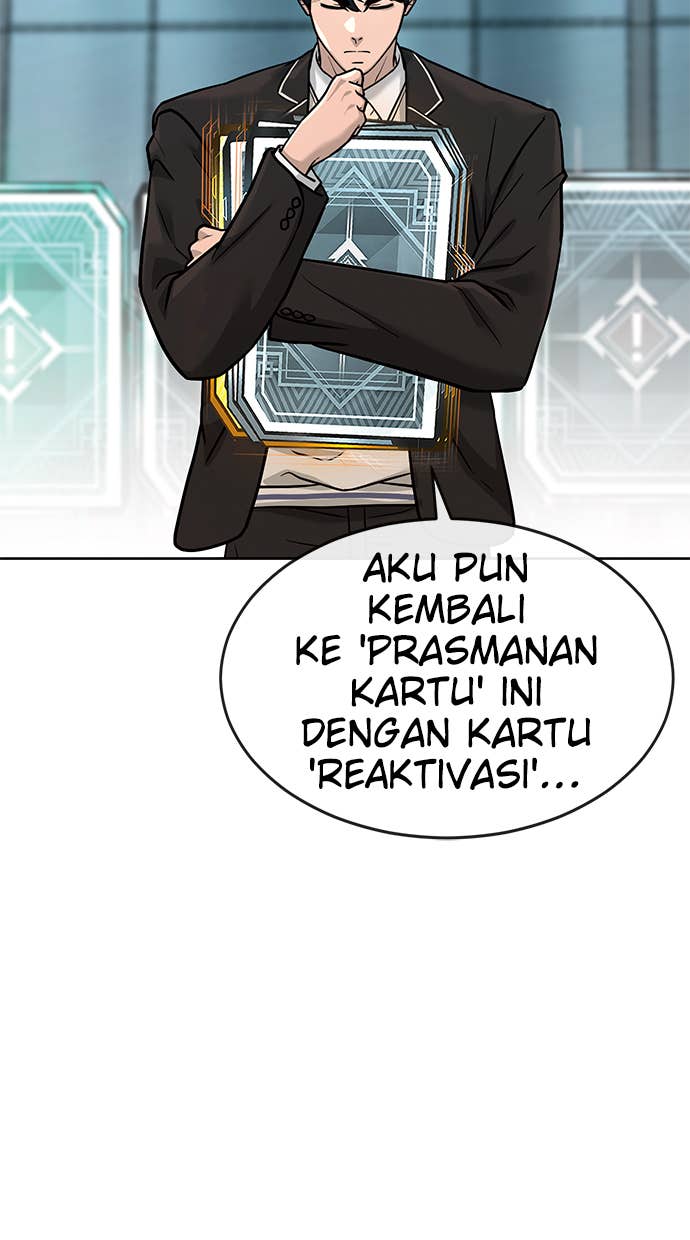 AKU PUN
KEMBALI
KE 'PRASMANAN
KARTU' INI
DENGAN KARTU
'REAKTIVASI'...